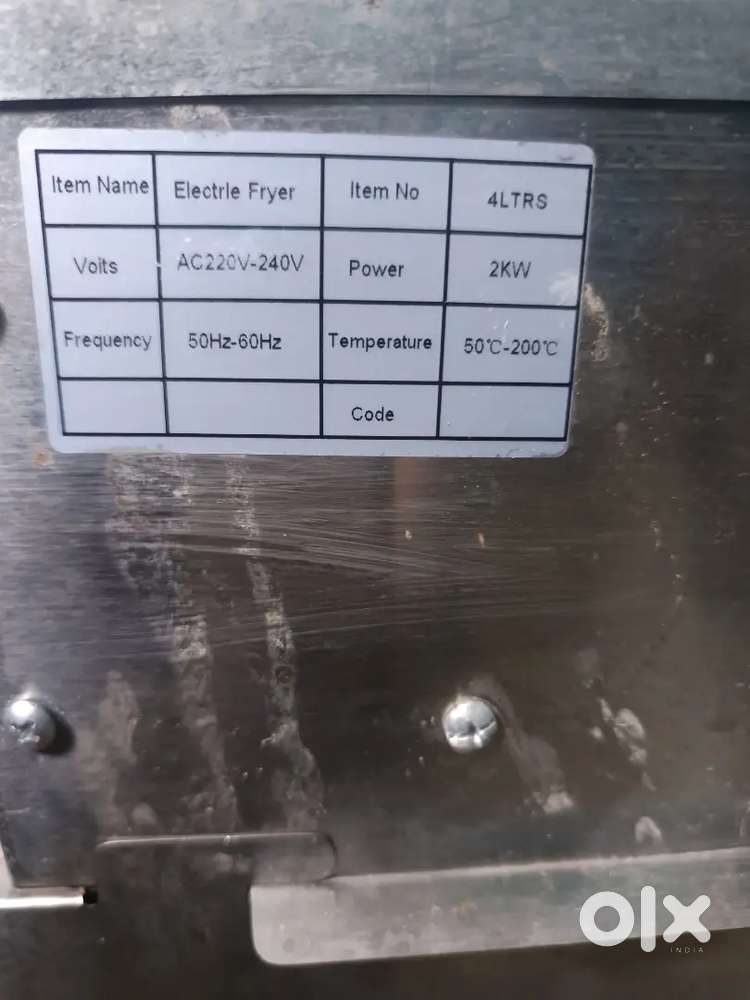 Item Name Electrle Fryer Item No 4LTRS
Voits AC220V-240V Power 2KW
Frequency 50Hz-60Hz Temperature 50℃-200℃
Code
olx
INDIA